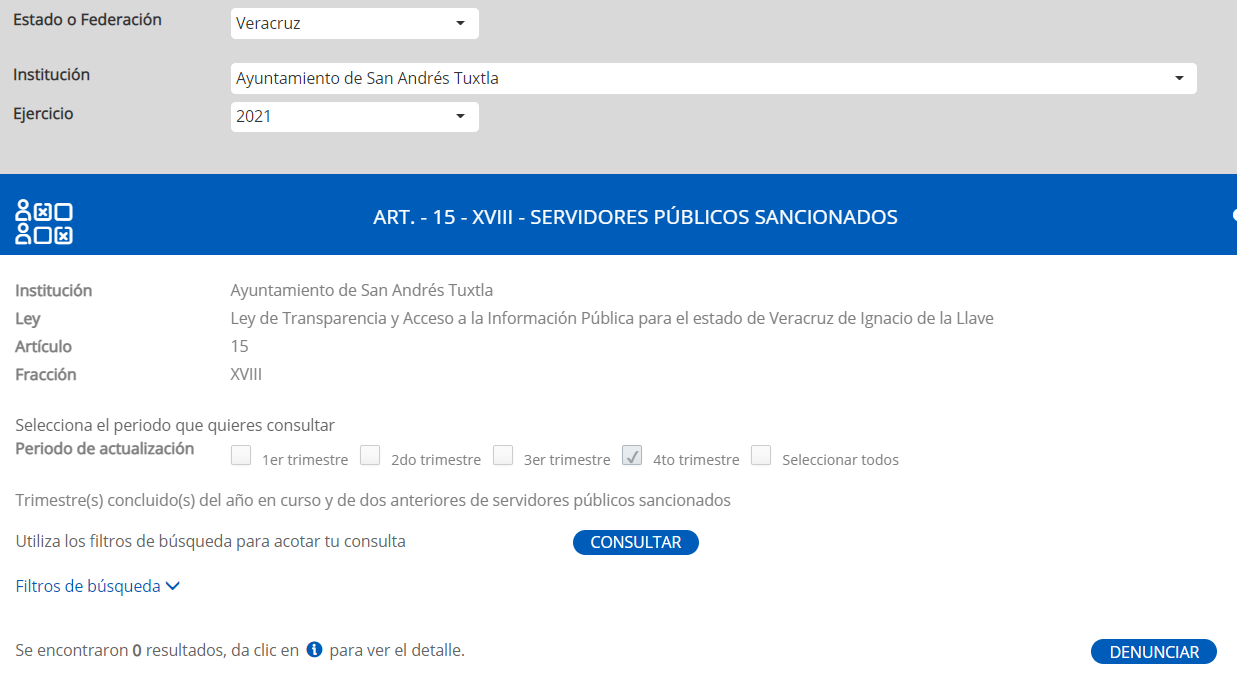 Estado o Federación Veracruz
Institución Ayuntamiento de San Andrés Tuxtla
Ejercicio 2021
ART. - 15 - XVIII - SERVIDORES PÚBLICOS SANCIONADOS
Institución Ayuntamiento de San Andrés Tuxtla
Ley Ley de Transparencia y Acceso a la Información Pública para el estado de Veracruz de Ignacio de la Llave
Artículo 15
Fracción XVIII
Selecciona el periodo que quieres consultar
Periodo de actualización 1er trimestre 2do trimestre 3er trimestre 4to trimestre Seleccionar todos
Trimestre(s) concluido(s) del año en curso y de dos anteriores de servidores públicos sancionados
Utiliza los filtros de búsqueda para acotar tu consulta CONSULTAR
Filtros de búsqueda
Se encontraron 0 resultados, da clic en i para ver el detalle. DENUNCIAR